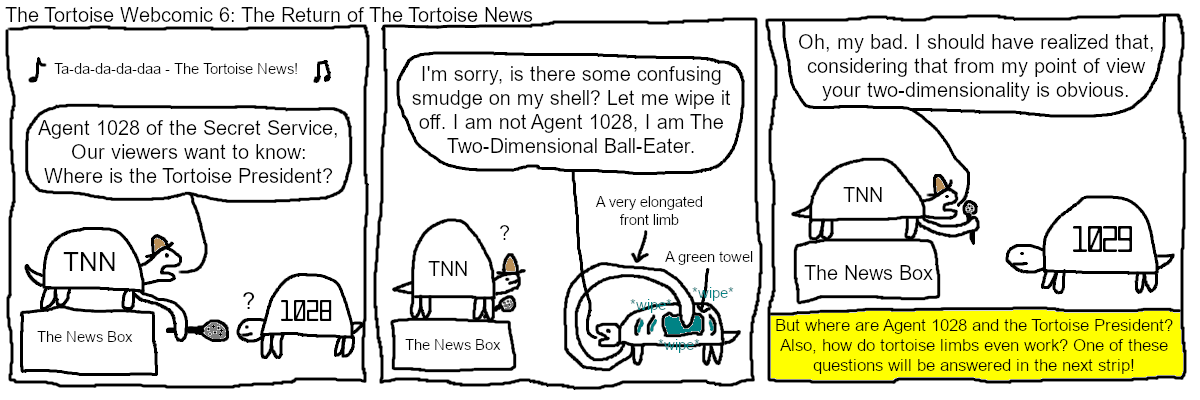 The Tortoise Webcomic 6: The Return of The Tortoise News
Ta-da-da-da-daa - The Tortoise News!
Agent 1028 of the Secret Service,
Our viewers want to know:
Where is the Tortoise President?
TNN
The News Box
?
1028
I'm sorry, is there some confusing
smudge on my shell? Let me wipe it
off. I am not Agent 1028, I am The
Two-Dimensional Ball-Eater.
A very elongated
front limb
?
A green towel
TNN
*wipe*
*wipe*
*wipe*
The News Box
Oh, my bad. I should have realized that,
considering that from my point of view
your two-dimensionality is obvious.
TNN
1029
The News Box
But where are Agent 1028 and the Tortoise President?
Also, how do tortoise limbs even work? One of these
questions will be answered in the next strip!